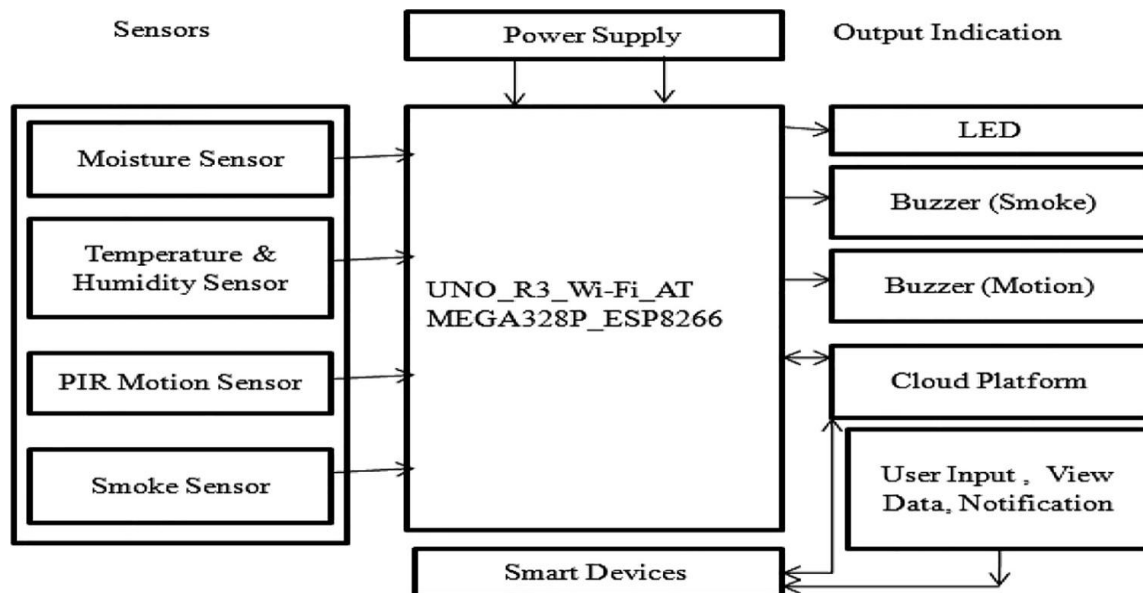 Sensors
Power Supply
Output Indication
Moisture Sensor
Temperature &
Humidity Sensor
PIR Motion Sensor
Smoke Sensor
UNO_R3_Wi-Fi_AT
MEGA328P_ESP8266
LED
Buzzer (Smoke)
Buzzer (Motion)
Cloud Platform
User Input , View
Data, Notification
Smart Devices